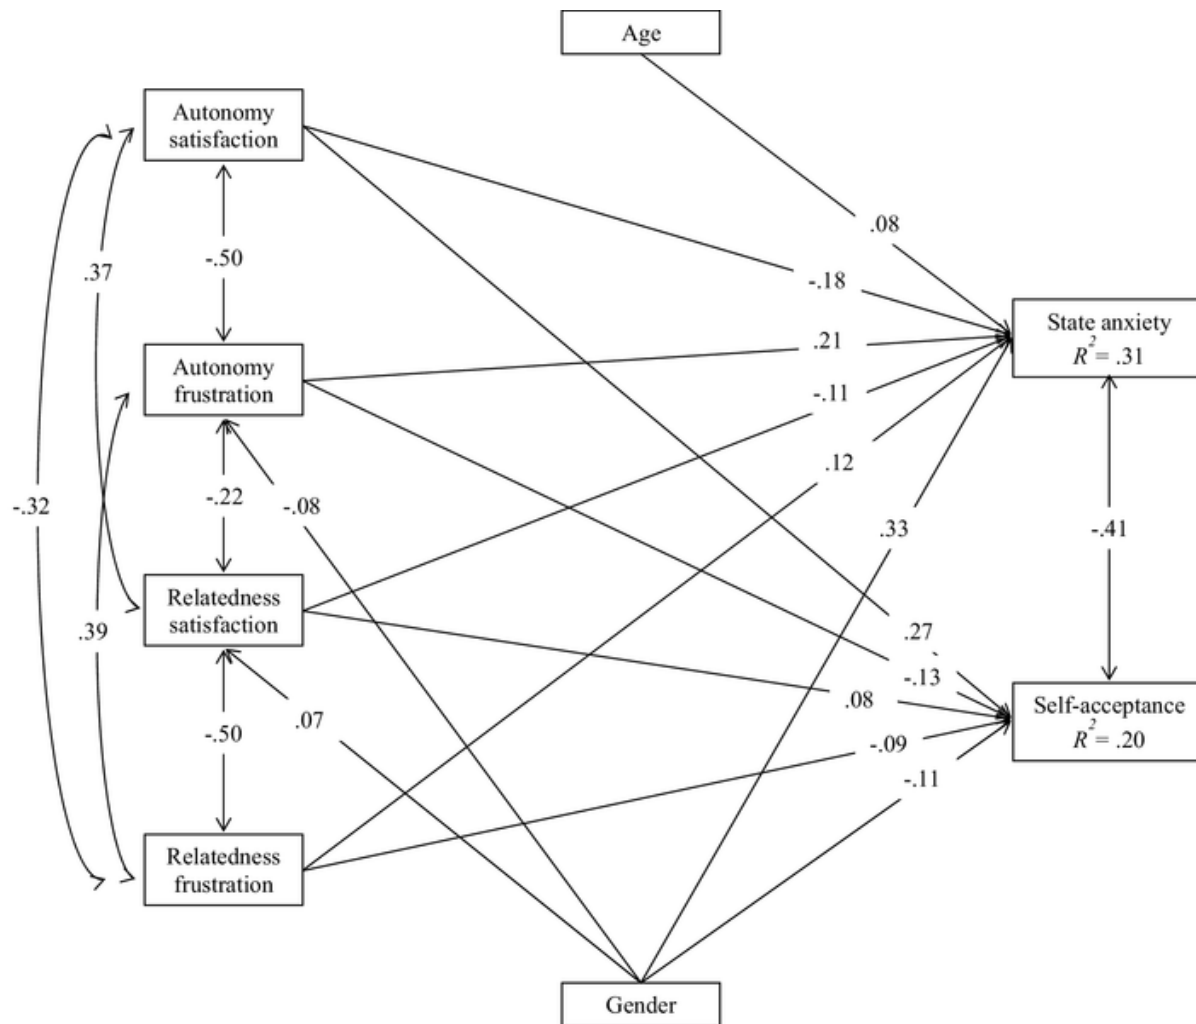 Age
Autonomy
satisfaction
.08
.37
-.50
-.18
State anxiety
R² = .31
.21
Autonomy
frustration
-.11
.12
-.32
-.22
-.08
.33
-.41
Relatedness
satisfaction
.39
.27
-.13
.08
Self-acceptance
R² = .20
.07
-.50
-.09
-.11
Relatedness
frustration
Gender